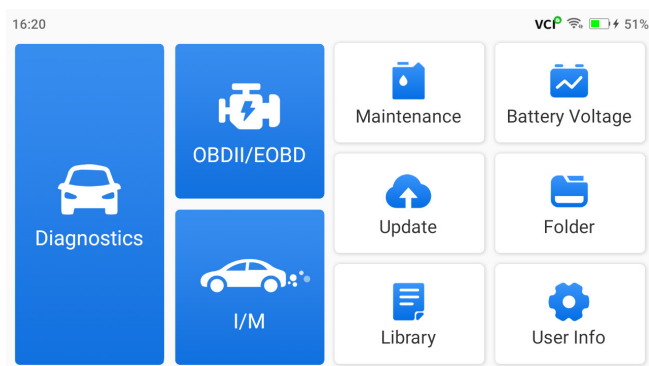 16:20
VCI 51%
Maintenance
Battery Voltage
OBDII/EOBD
Update
Folder
Diagnostics
I/M
Library
User Info